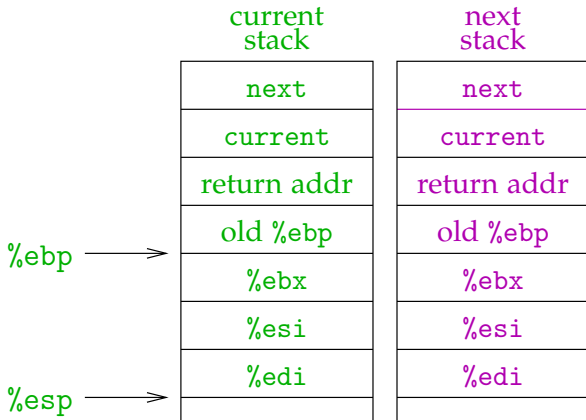 current
stack
next
current
return addr
old %ebp
%ebx
%esi
%edi
%ebp
%esp
next
stack
next
current
return addr
old %ebp
%ebx
%esi
%edi